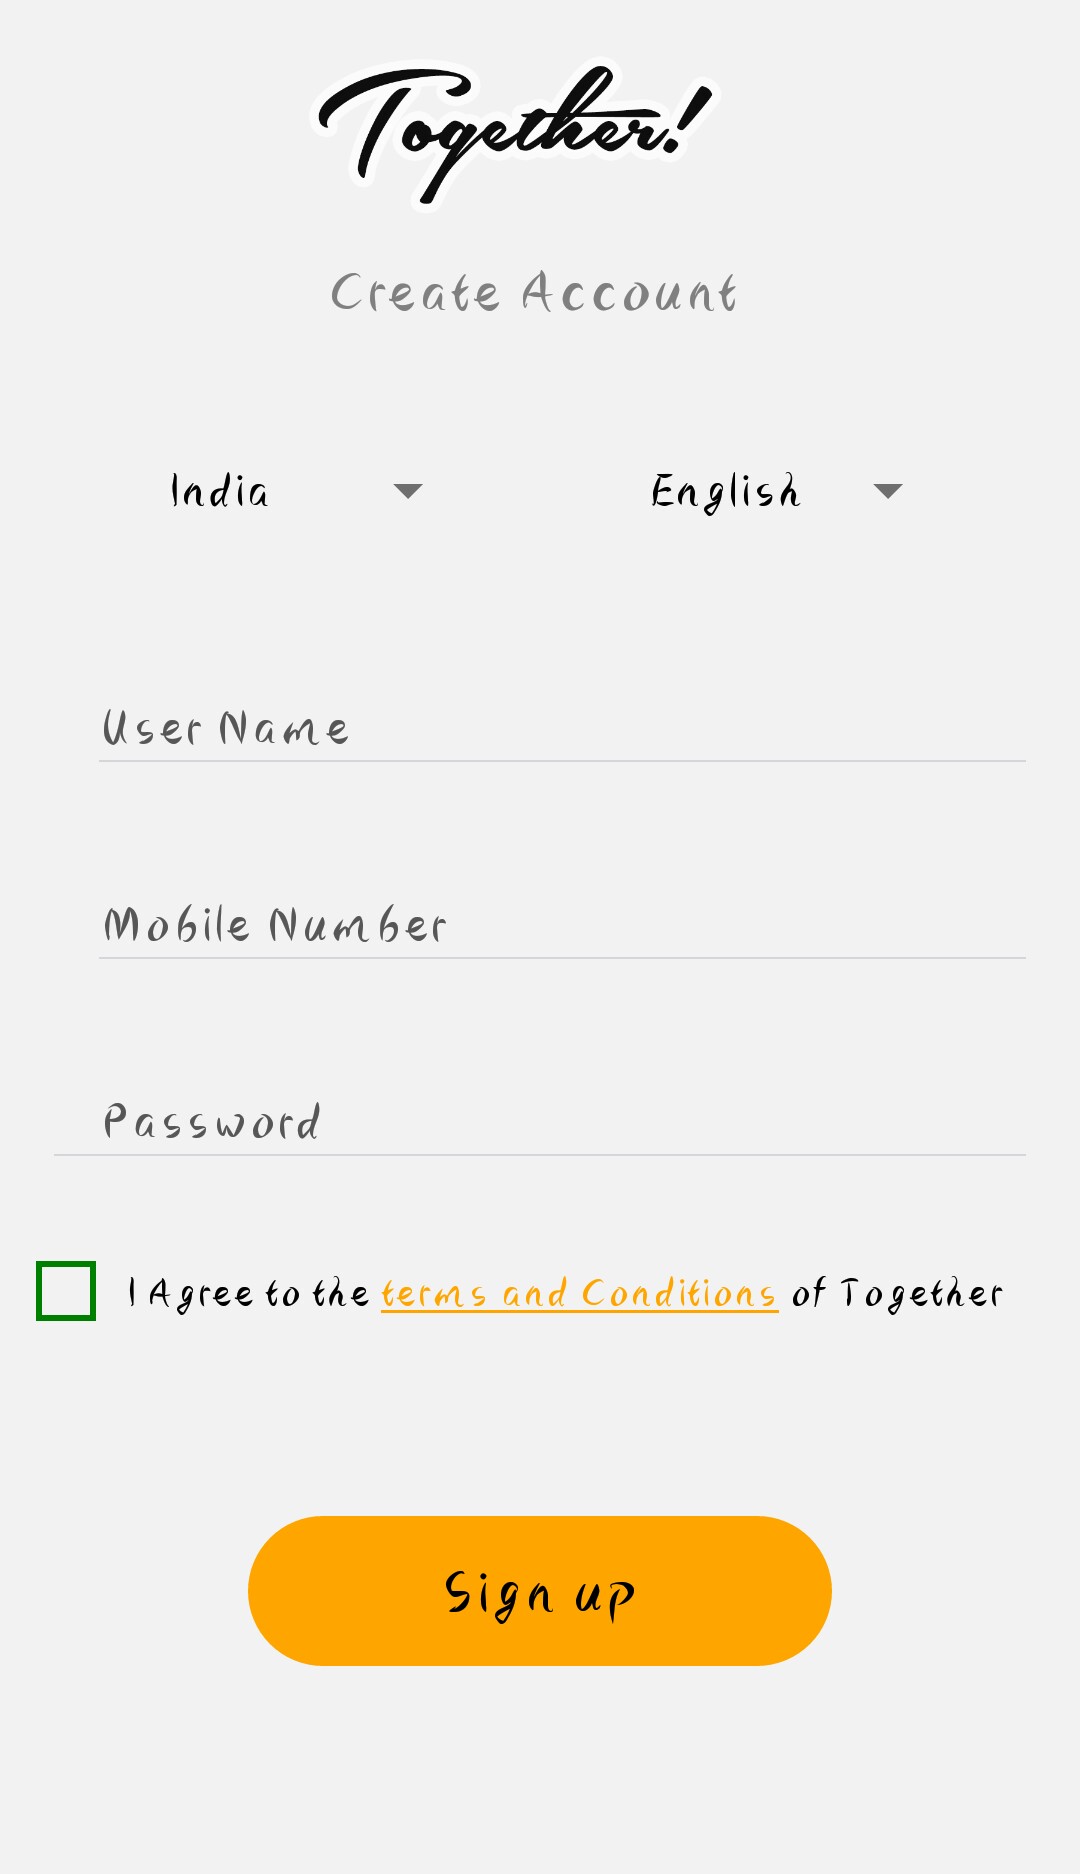 Together!
Create Account
India English
User Name
Mobile Number
Password
I Agree to the terms and Conditions of Together
Sign up